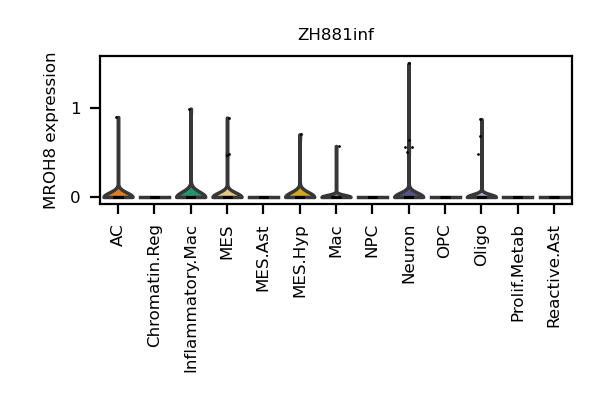 ZH881inf
MROH8 expression
1
0
AC
Chromatin.Reg
Inflammatory.Mac
MES
MES.Ast
MES.Hyp
Mac
NPC
Neuron
OPC
Oligo
Prolif.Metab
Reactive.Ast